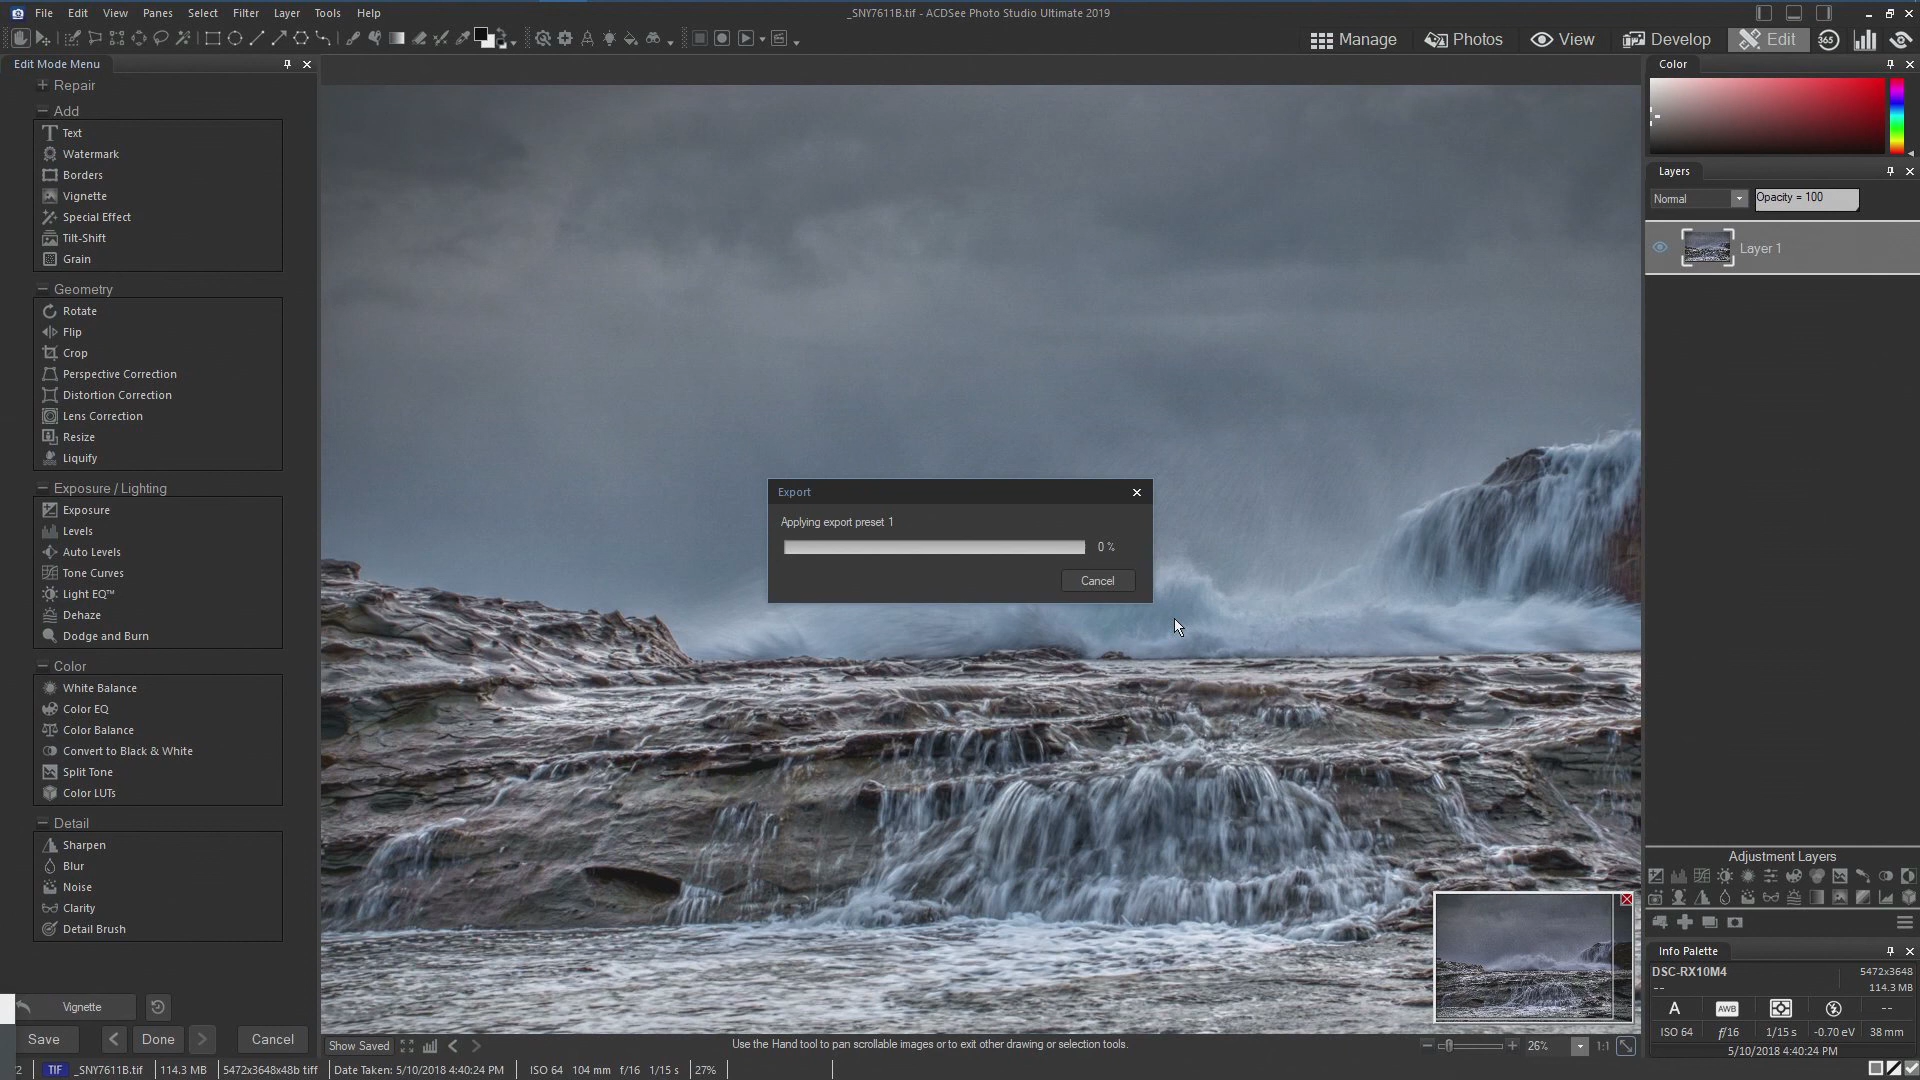 File Edit View Panes Select Filter Layer Tools Help
_SNY7611B.tif - ACDSee Photo Studio Ultimate 2019
Manage Photos View Develop Edit 365
Edit Mode Menu
Repair
Add
Text
Watermark
Borders
Vignette
Special Effect
Tilt-Shift
Grain
Geometry
Rotate
Flip
Crop
Perspective Correction
Distortion Correction
Lens Correction
Resize
Liquify
Exposure / Lighting
Exposure
Levels
Auto Levels
Tone Curves
Light EQ™
Dehaze
Dodge and Burn
Color
White Balance
Color EQ
Color Balance
Convert to Black & White
Split Tone
Color LUTs
Detail
Sharpen
Blur
Noise
Clarity
Detail Brush
Vignette
Save Done Cancel
Export
Applying export preset 1
0 %
Cancel
Color
Layers
Normal Opacity = 100
Layer 1
Adjustment Layers
Info Palette
DSC-RX10M4 5472x3648
-- 114.3 MB
A AWB --
ISO 64 f/16 1/15 s -0.70 eV 38 mm
5/10/2018 4:40:24 PM
Show Saved
Use the Hand tool to pan scrollable images or to exit other drawing or selection tools.
26% 1:1
2 TIF _SNY7611B.tif 114.3 MB 5472x3648x48b tiff Date Taken: 5/10/2018 4:40:24 PM ISO 64 104 mm f/16 1/15 s 27%